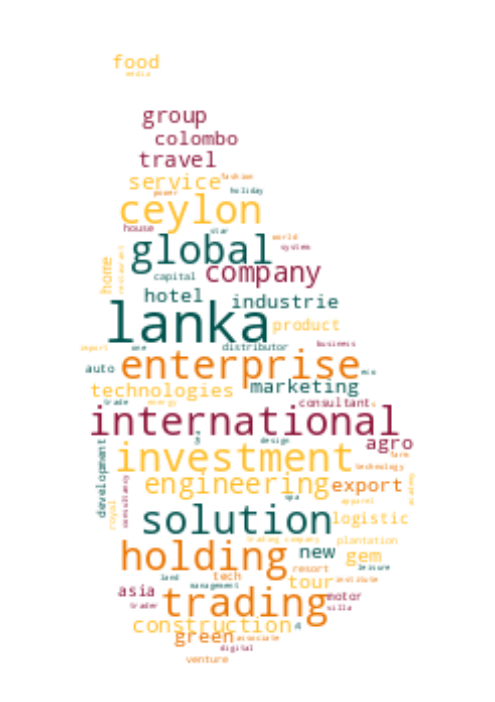 food
media
group
colombo
travel
service fashion
power holiday
ceylon
house star
global world
system
home restaurant capital company
hotel industrie
lanka product
import one distributor business
auto enterprise eco
technologies energy marketing
trade consultant
international
design agro
investment farm
technology
development engineering export
royal consultancy spa apparel empire
solution logistic
trading company plantation
holding new gem
resort leisure
land tech tour institute
asia management motor
trader trading villa
construction
green associate
digital
venture